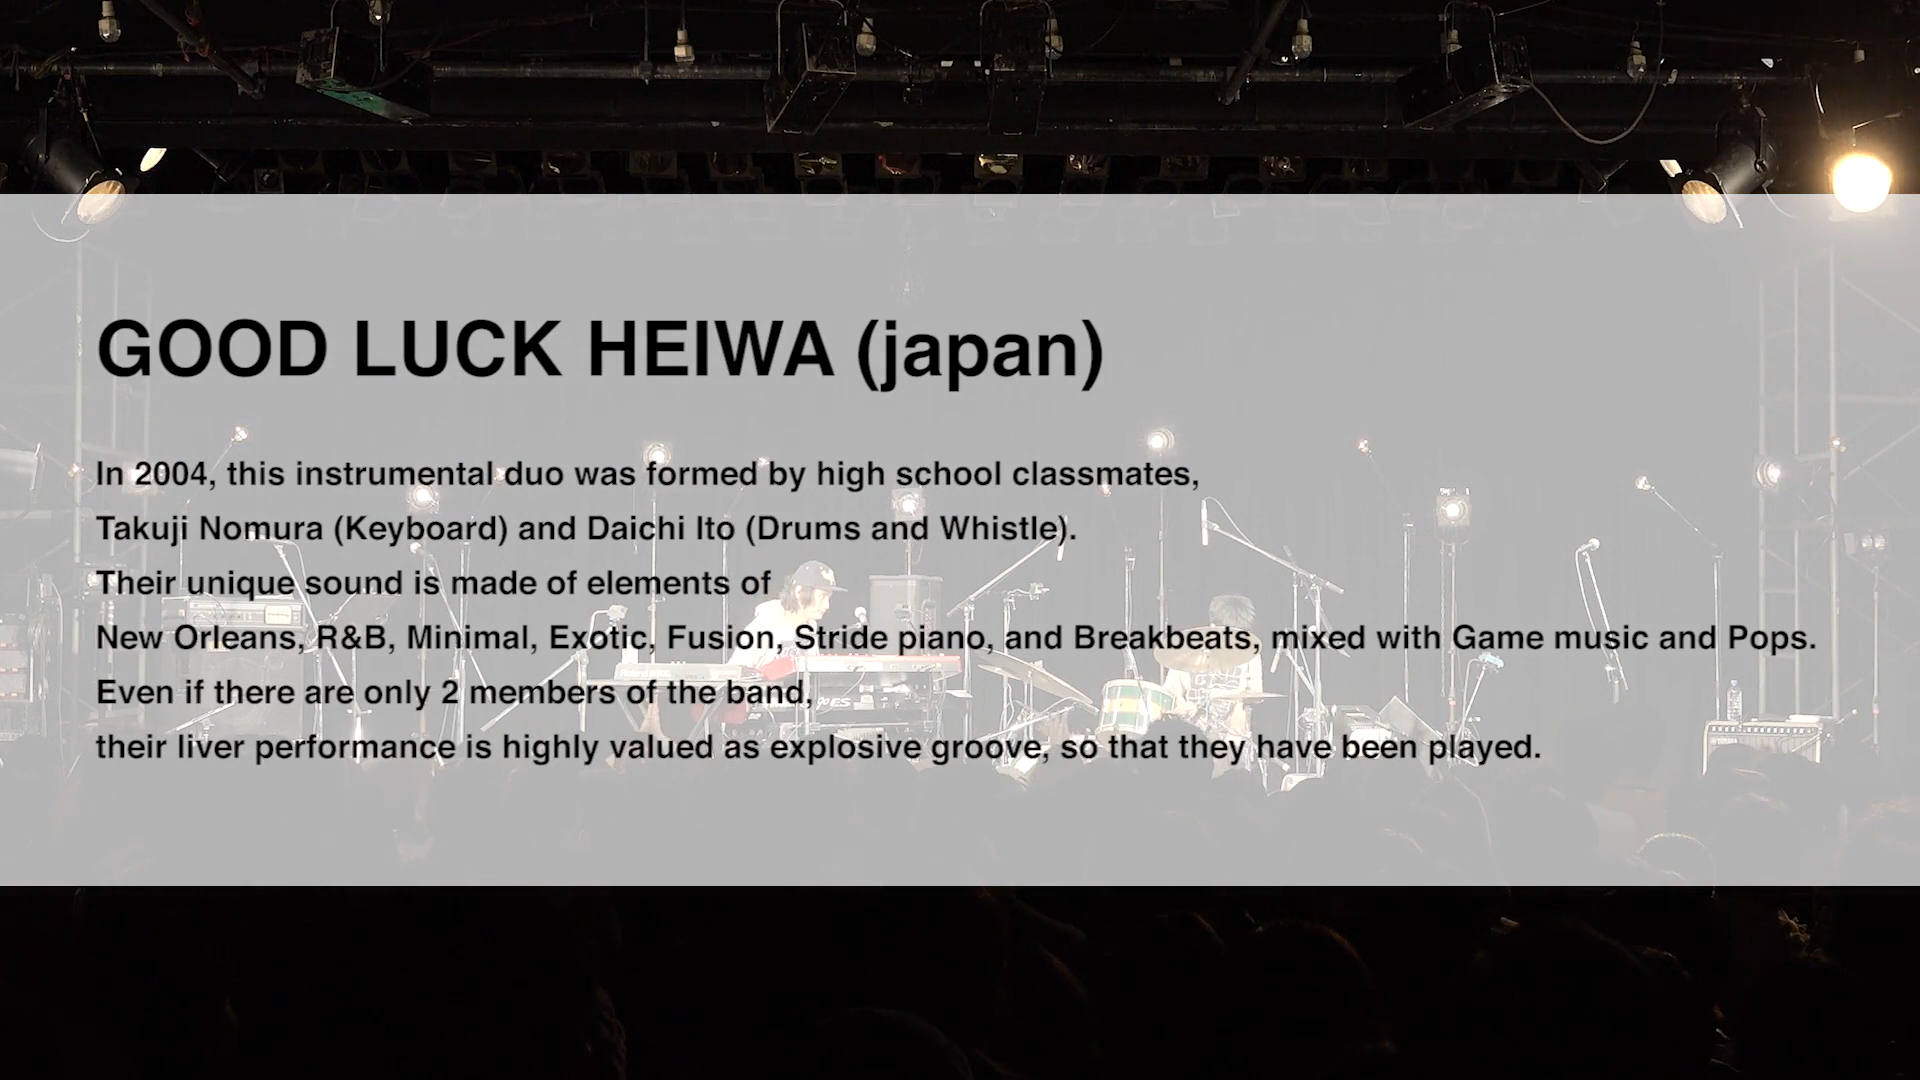 GOOD LUCK HEIWA (japan)
In 2004, this instrumental duo was formed by high school classmates,
Takuji Nomura (Keyboard) and Daichi Ito (Drums and Whistle).
Their unique sound is made of elements of
New Orleans, R&B, Minimal, Exotic, Fusion, Stride piano, and Breakbeats, mixed with Game music and Pops.
Even if there are only 2 members of the band,
their liver performance is highly valued as explosive groove, so that they have been played.